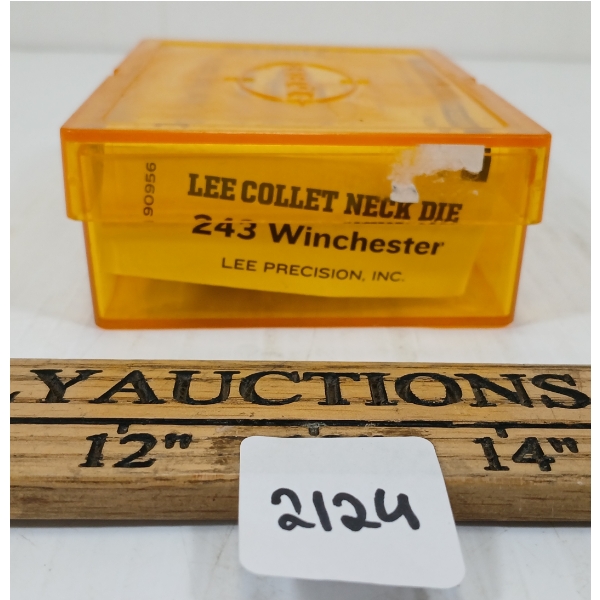 90956
LEE COLLET NECK DIE
243 Winchester
LEE PRECISION, INC.
YAUCTIONS
12" 14"
2124